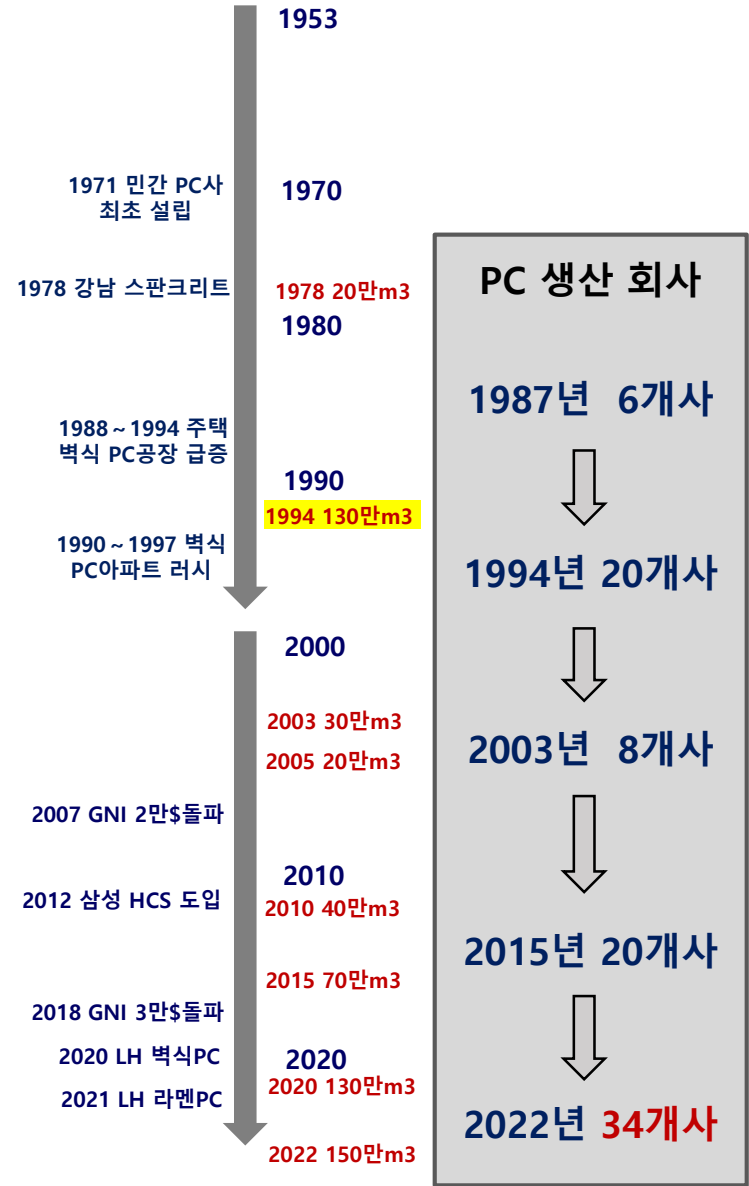 1953
1971 민간 PC사
최초 설립
1970
1978 강남 스판크리트
1978 20만m3
1980
1988~1994 주택
벽식 PC공장 급증
1990
1994 130만m3
1990~1997 벽식
PC아파트 러시
2000
2003 30만m3
2005 20만m3
2007 GNI 2만$돌파
2010
2012 삼성 HCS 도입
2010 40만m3
2015 70만m3
2018 GNI 3만$돌파
2020 LH 벽식PC
2020
2021 LH 라멘PC
2020 130만m3
2022 150만m3
PC 생산 회사
1987년 6개사
1994년 20개사
2003년 8개사
2015년 20개사
2022년 34개사